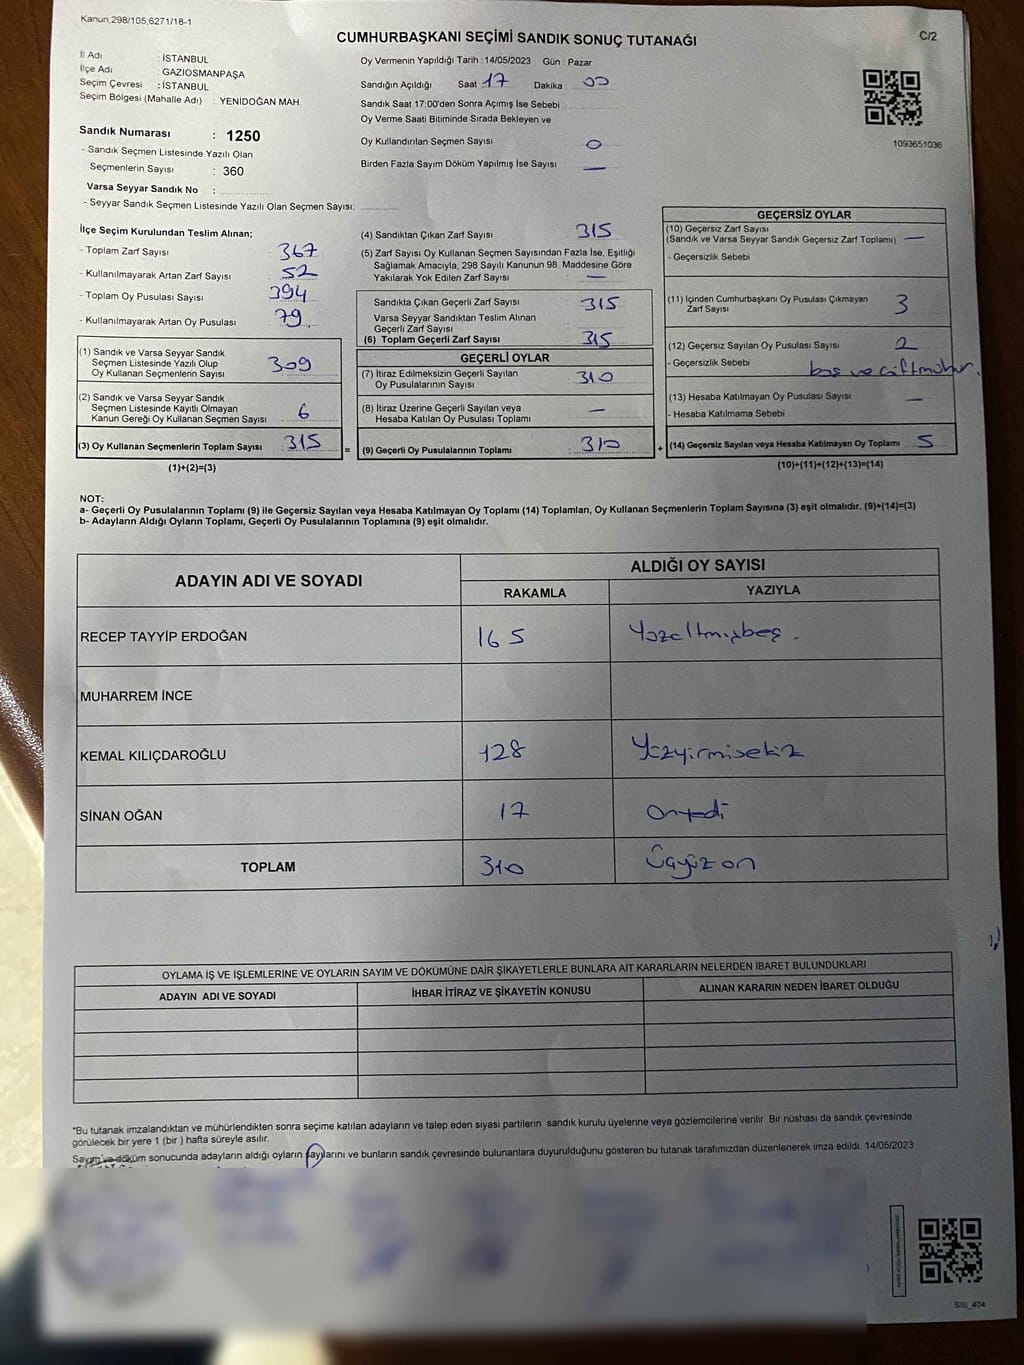 Kanun;298/105,6271/18-1
CUMHURBAŞKANI SEÇİMİ SANDIK SONUÇ TUTANAĞI
C/2
İl Adı : İSTANBUL
İlçe Adı : GAZİOSMANPAŞA
Seçim Çevresi : İSTANBUL
Seçim Bölgesi (Mahalle Adı) : YENİDOĞAN MAH.
Oy Vermenin Yapıldığı Tarih : 14/05/2023 Gün : Pazar
Sandığın Açıldığı Saat 17 Dakika 00
Sandık Saat 17:00'den Sonra Açımış İse Sebebi
Oy Verme Saati Bitiminde Sırada Bekleyen ve
Oy Kullandırılan Seçmen Sayısı 0
Birden Fazla Sayım Döküm Yapılmış İse Sayısı —
1093651036
Sandık Numarası : 1250
- Sandık Seçmen Listesinde Yazılı Olan
Seçmenlerin Sayısı : 360
Varsa Seyyar Sandık No :
- Seyyar Sandık Seçmen Listesinde Yazılı Olan Seçmen Sayısı:
İlçe Seçim Kurulundan Teslim Alınan;
- Toplam Zarf Sayısı : 367
- Kullanılmayarak Artan Zarf Sayısı : 52
- Toplam Oy Pusulası Sayısı : 394
- Kullanılmayarak Artan Oy Pusulası : 79
(1) Sandık ve Varsa Seyyar Sandık
Seçmen Listesinde Yazılı Olup
Oy Kullanan Seçmenlerin Sayısı : 309
(2) Sandık ve Varsa Seyyar Sandık
Seçmen Listesinde Kayıtlı Olmayan
Kanun Gereği Oy Kullanan Seçmen Sayısı : 6
(3) Oy Kullanan Seçmenlerin Toplam Sayısı : 315
(1)+(2)=(3)
=
(4) Sandıktan Çıkan Zarf Sayısı : 315
(5) Zarf Sayısı Oy Kullanan Seçmen Sayısından Fazla İse, Eşitliği
Sağlamak Amacıyla, 298 Sayılı Kanunun 98. Maddesine Göre
Yakılarak Yok Edilen Zarf Sayısı : —
Sandıkta Çıkan Geçerli Zarf Sayısı : 315
Varsa Seyyar Sandıktan Teslim Alınan
Geçerli Zarf Sayısı :
(6) Toplam Geçerli Zarf Sayısı : 315
GEÇERLİ OYLAR
(7) İtiraz Edilmeksizin Geçerli Sayılan
Oy Pusulalarının Sayısı : 310
(8) İtiraz Üzerine Geçerli Sayılan veya
Hesaba Katılan Oy Pusulası Toplamı : —
(9) Geçerli Oy Pusulalarının Toplamı : 310
+
GEÇERSİZ OYLAR
(10) Geçersiz Zarf Sayısı
(Sandık ve Varsa Seyyar Sandık Geçersiz Zarf Toplamı) —
- Geçersizlik Sebebi
(11) İçinden Cumhurbaşkanı Oy Pusulası Çıkmayan
Zarf Sayısı 3
(12) Geçersiz Sayılan Oy Pusulası Sayısı 2
- Geçersizlik Sebebi boş ve çiftmühür.
(13) Hesaba Katılmayan Oy Pusulası Sayısı —
- Hesaba Katılmama Sebebi
(14) Geçersiz Sayılan veya Hesaba Katılmayan Oy Toplamı 5
(10)+(11)+(12)+(13)=(14)
NOT:
a- Geçerli Oy Pusulalarının Toplamı (9) ile Geçersiz Sayılan veya Hesaba Katılmayan Oy Toplamı (14) Toplamları, Oy Kullanan Seçmenlerin Toplam Sayısına (3) eşit olmalıdır. (9)+(14)=(3)
b- Adayların Aldığı Oyların Toplamı, Geçerli Oy Pusulalarının Toplamına (9) eşit olmalıdır.
ADAYIN ADI VE SOYADI
ALDIĞI OY SAYISI
RAKAMLA YAZIYLA
RECEP TAYYİP ERDOĞAN 165 Yüzaltmışbeş.
MUHARREM İNCE
KEMAL KILIÇDAROĞLU 128 Yüzyirmisekiz
SİNAN OĞAN 17 Onyedi
TOPLAM 310 Üçyüz on
OYLAMA İŞ VE İŞLEMLERİNE VE OYLARIN SAYIM VE DÖKÜMÜNE DAİR ŞİKAYETLERLE BUNLARA AİT KARARLARIN NELERDEN İBARET BULUNDUKLARI
ADAYIN ADI VE SOYADI İHBAR İTİRAZ VE ŞİKAYETİN KONUSU ALINAN KARARIN NEDEN İBARET OLDUĞU
*Bu tutanak imzalandıktan ve mühürlendikten sonra seçime katılan adayların ve talep eden siyasi partilerin sandık kurulu üyelerine veya gözlemcilerine verilir. Bir nüshası da sandık çevresinde
görülecek bir yere 1 (bir ) hafta süreyle asılır.
Sayım ve döküm sonucunda adayların aldığı oyların sayılarını ve bunların sandık çevresinde bulunanlara duyurulduğunu gösteren bu tutanak tarafımızdan düzenlenerek imza edildi. 14/05/2023
SSI_404